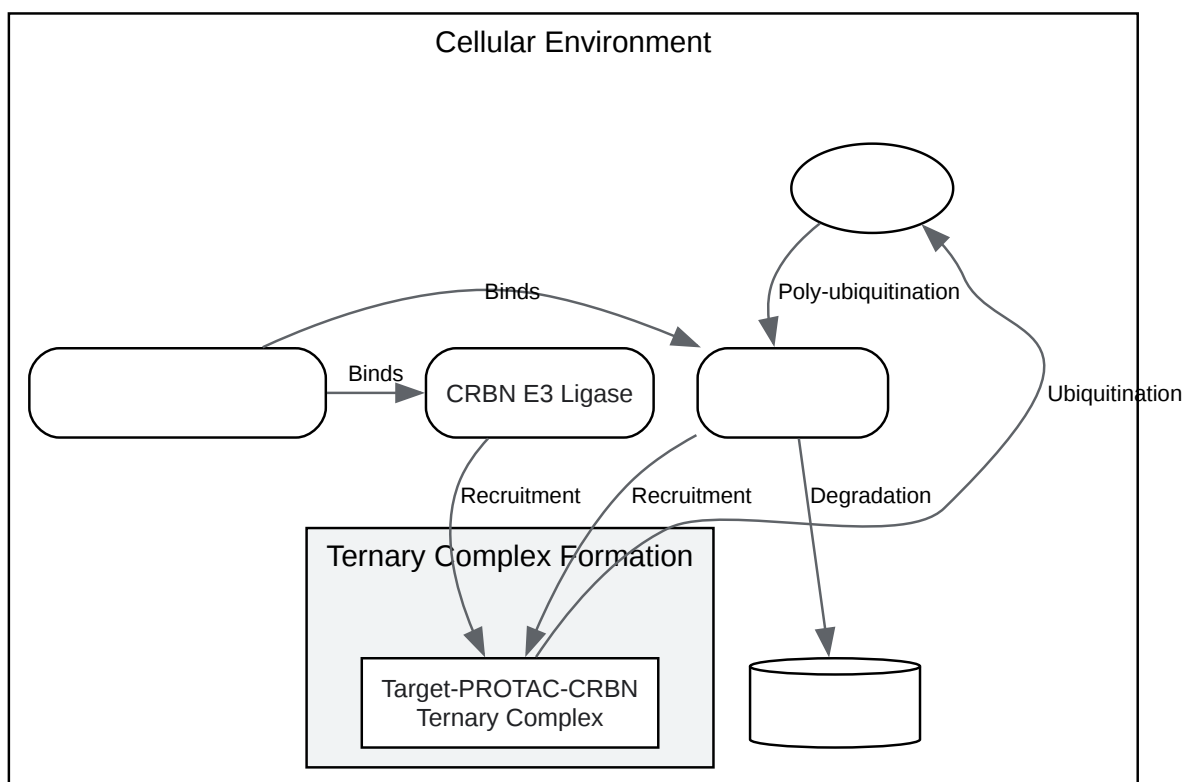 Cellular Environment
Poly-ubiquitination
Binds
Binds
CRBN E3 Ligase
Ubiquitination
Recruitment
Recruitment
Degradation
Ternary Complex Formation
Target-PROTAC-CRBN
Ternary Complex